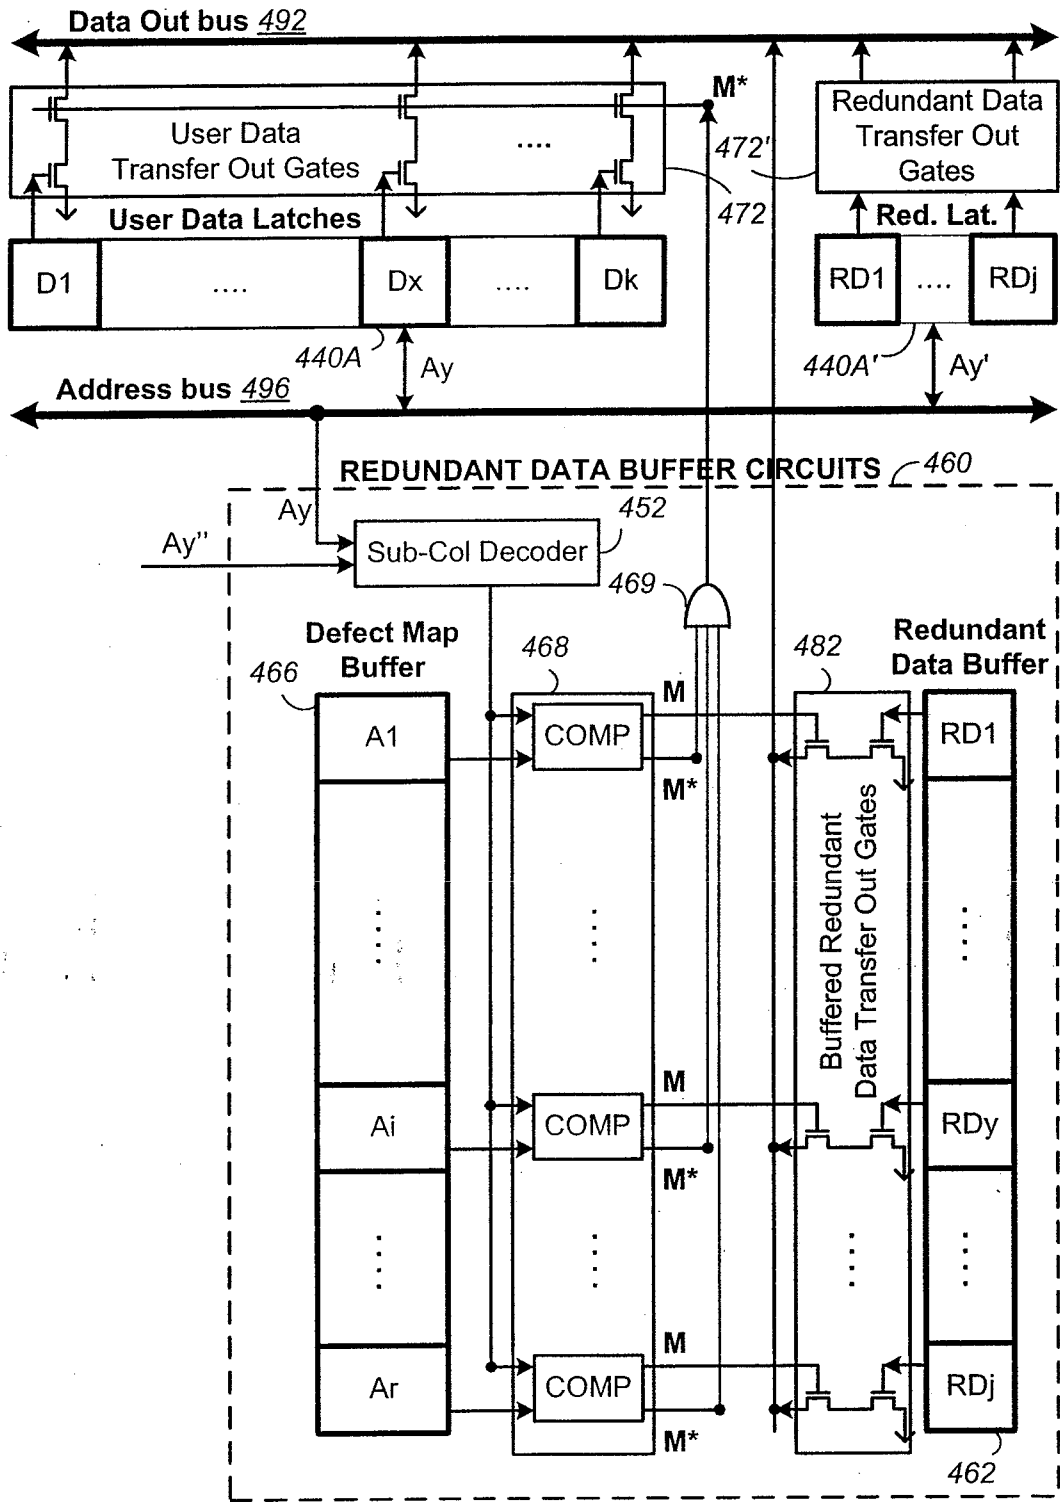 Data Out bus 492
M*
User Data
Transfer Out Gates
....
472'
472
Redundant Data
Transfer Out
Gates
User Data Latches
Red. Lat.
D1
....
Dx
....
Dk
RD1
....
RDj
440A
Ay
440A'
Ay'
Address bus 496
REDUNDANT DATA BUFFER CIRCUITS
460
Ay
Ay''
452
Sub-Col Decoder
469
Defect Map
Buffer
466
468
482
Redundant
Data Buffer
A1
COMP
M
M*
RD1
....
....
Buffered Redundant
Data Transfer Out Gates
....
Ai
COMP
M
M*
RDy
....
....
....
....
Ar
COMP
M
M*
RDj
462